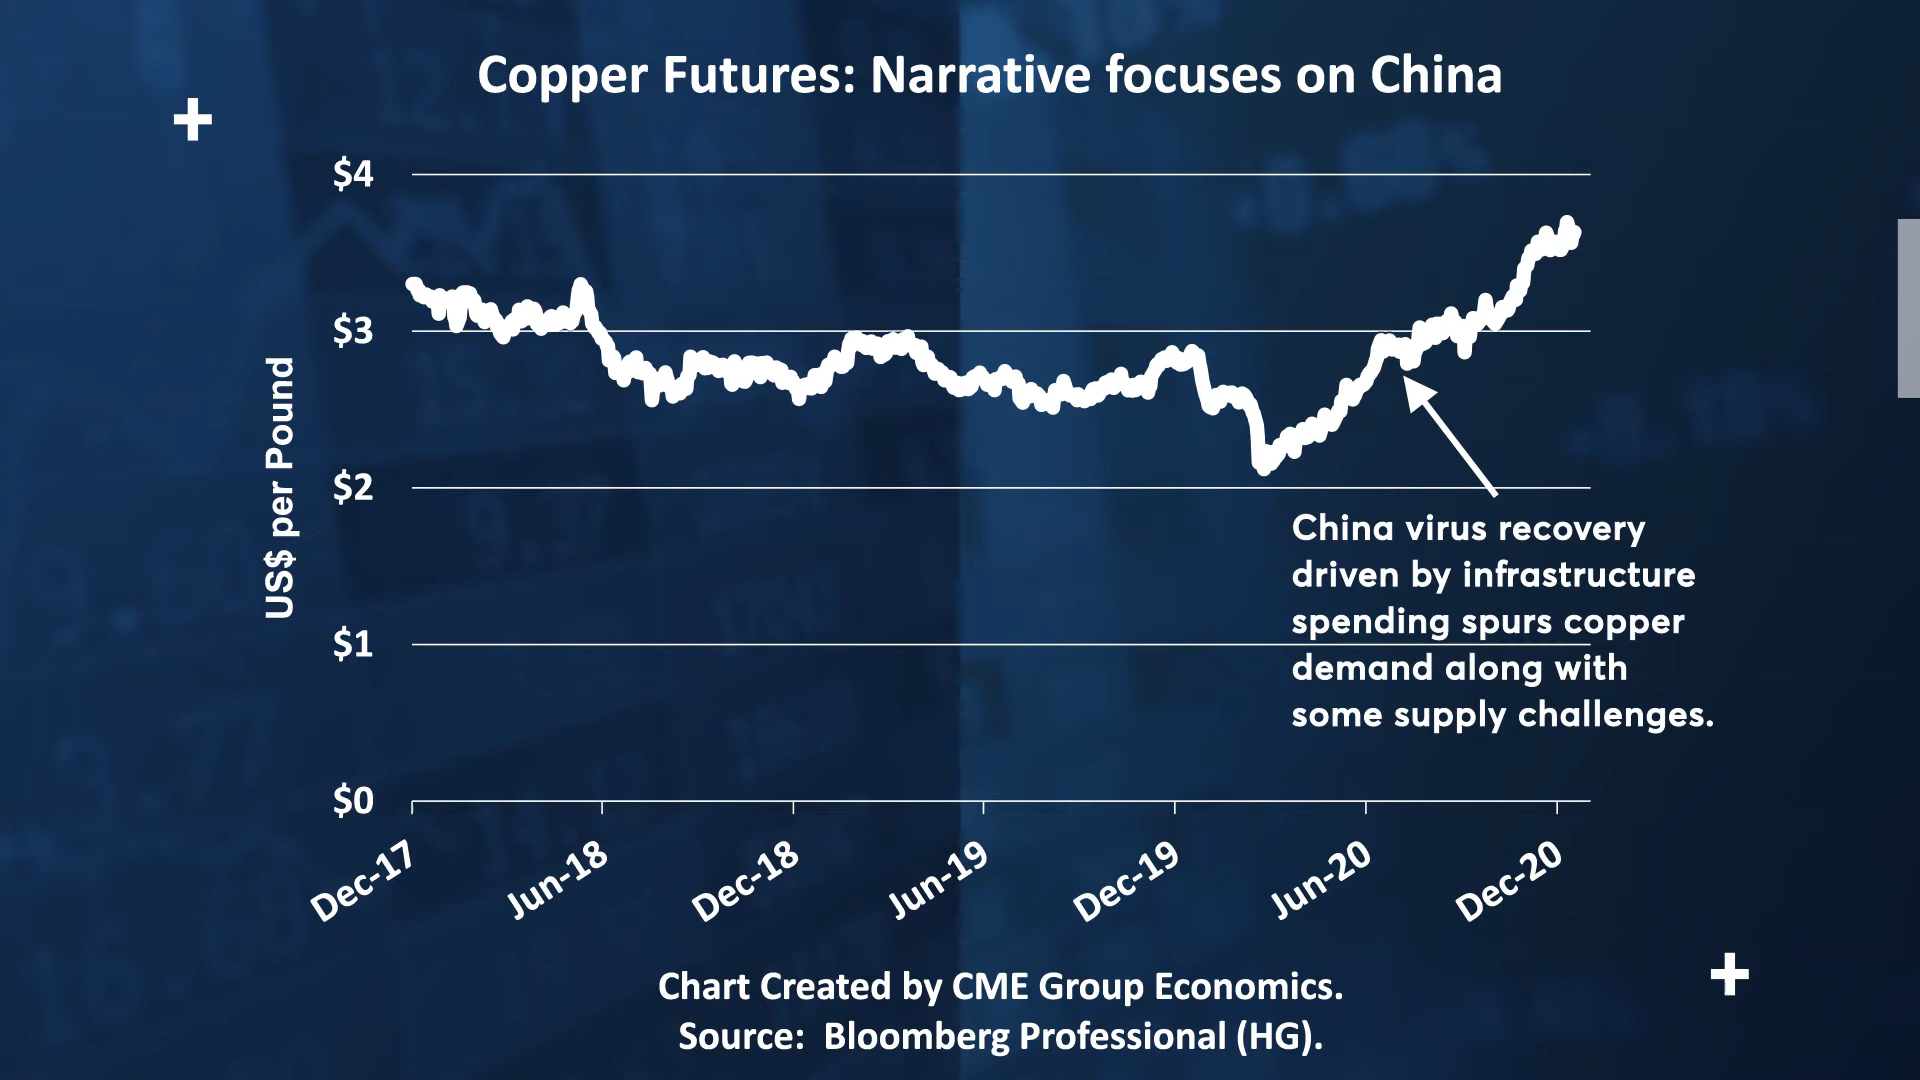 Copper Futures: Narrative focuses on China
$4
$3
$2
$1
$0
US$ per Pound
China virus recovery
driven by infrastructure
spending spurs copper
demand along with
some supply challenges.
Dec-17
Jun-18
Dec-18
Jun-19
Dec-19
Jun-20
Dec-20
Chart Created by CME Group Economics.
Source: Bloomberg Professional (HG).